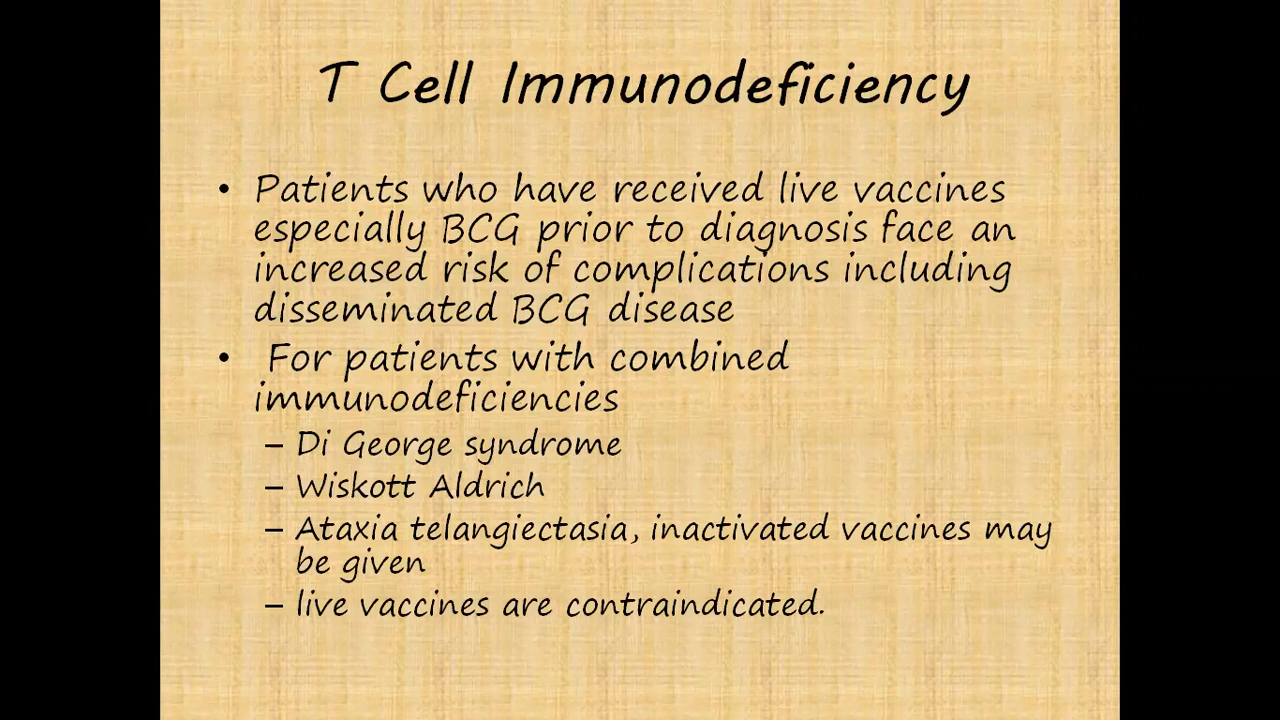 T Cell Immunodeficiency
• Patients who have received live vaccines
especially BCG prior to diagnosis face an
increased risk of complications including
disseminated BCG disease
• For patients with combined
immunodeficiencies
– Di George syndrome
– Wiskott Aldrich
– Ataxia telangiectasia, inactivated vaccines may
be given
– live vaccines are contraindicated.